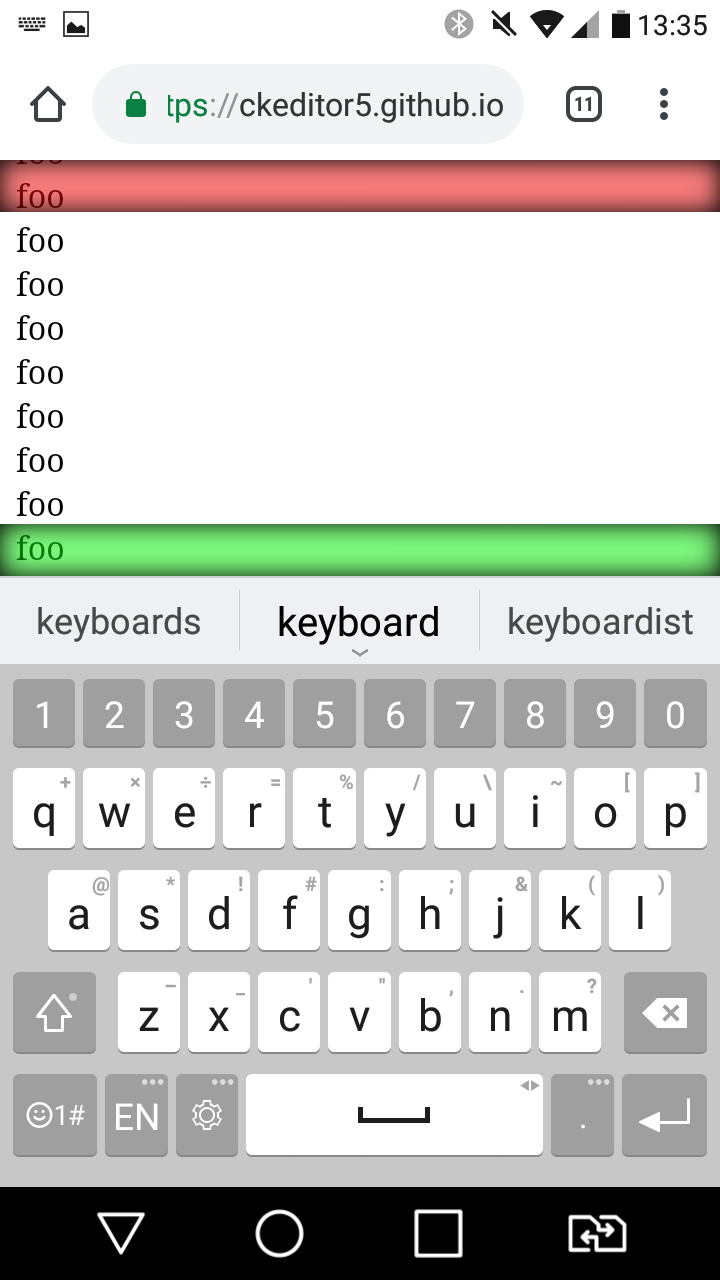 13:35
tps://ckeditor5.github.io
11
foo
foo
foo
foo
foo
foo
foo
foo
foo
keyboards keyboard keyboardist
1 2 3 4 5 6 7 8 9 0
+ × ÷ = % / \ ~ [ ]
q w e r t y u i o p
@ * ! # : ; & ( )
a s d f g h j k l
– _ ' " , . ?
z x c v b n m
1# EN .